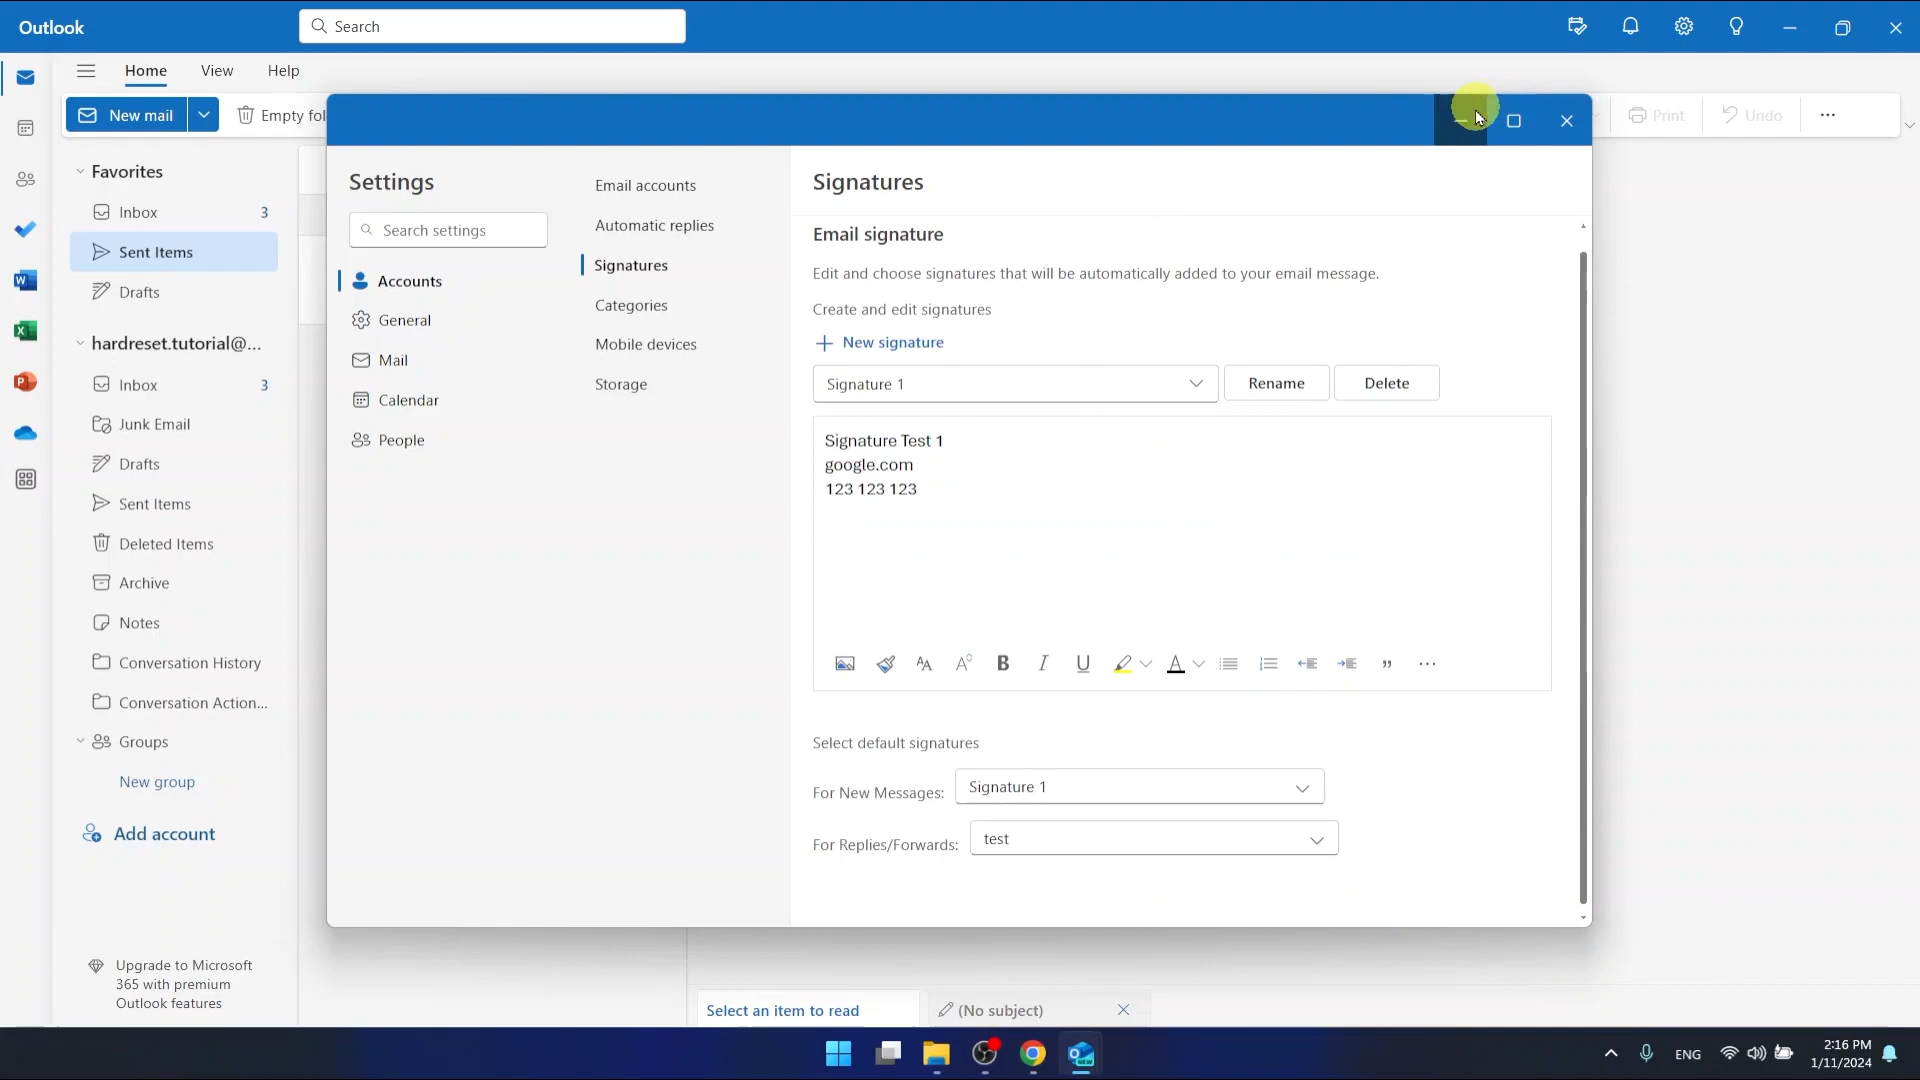 Outlook
Search
Home
View
Help
New mail
Empty fol
Print
Undo
Favorites
Inbox 3
Sent Items
Drafts
hardreset.tutorial@...
Inbox 3
Junk Email
Drafts
Sent Items
Deleted Items
Archive
Notes
Conversation History
Conversation Action...
Groups
New group
Add account
Upgrade to Microsoft
365 with premium
Outlook features
Settings
Search settings
Accounts
General
Mail
Calendar
People
Email accounts
Automatic replies
Signatures
Categories
Mobile devices
Storage
Signatures
Email signature
Edit and choose signatures that will be automatically added to your email message.
Create and edit signatures
New signature
Signature 1
Rename
Delete
Signature Test 1
google.com
123 123 123
Select default signatures
For New Messages: Signature 1
For Replies/Forwards: test
Select an item to read
(No subject)
ENG
2:16 PM
1/11/2024